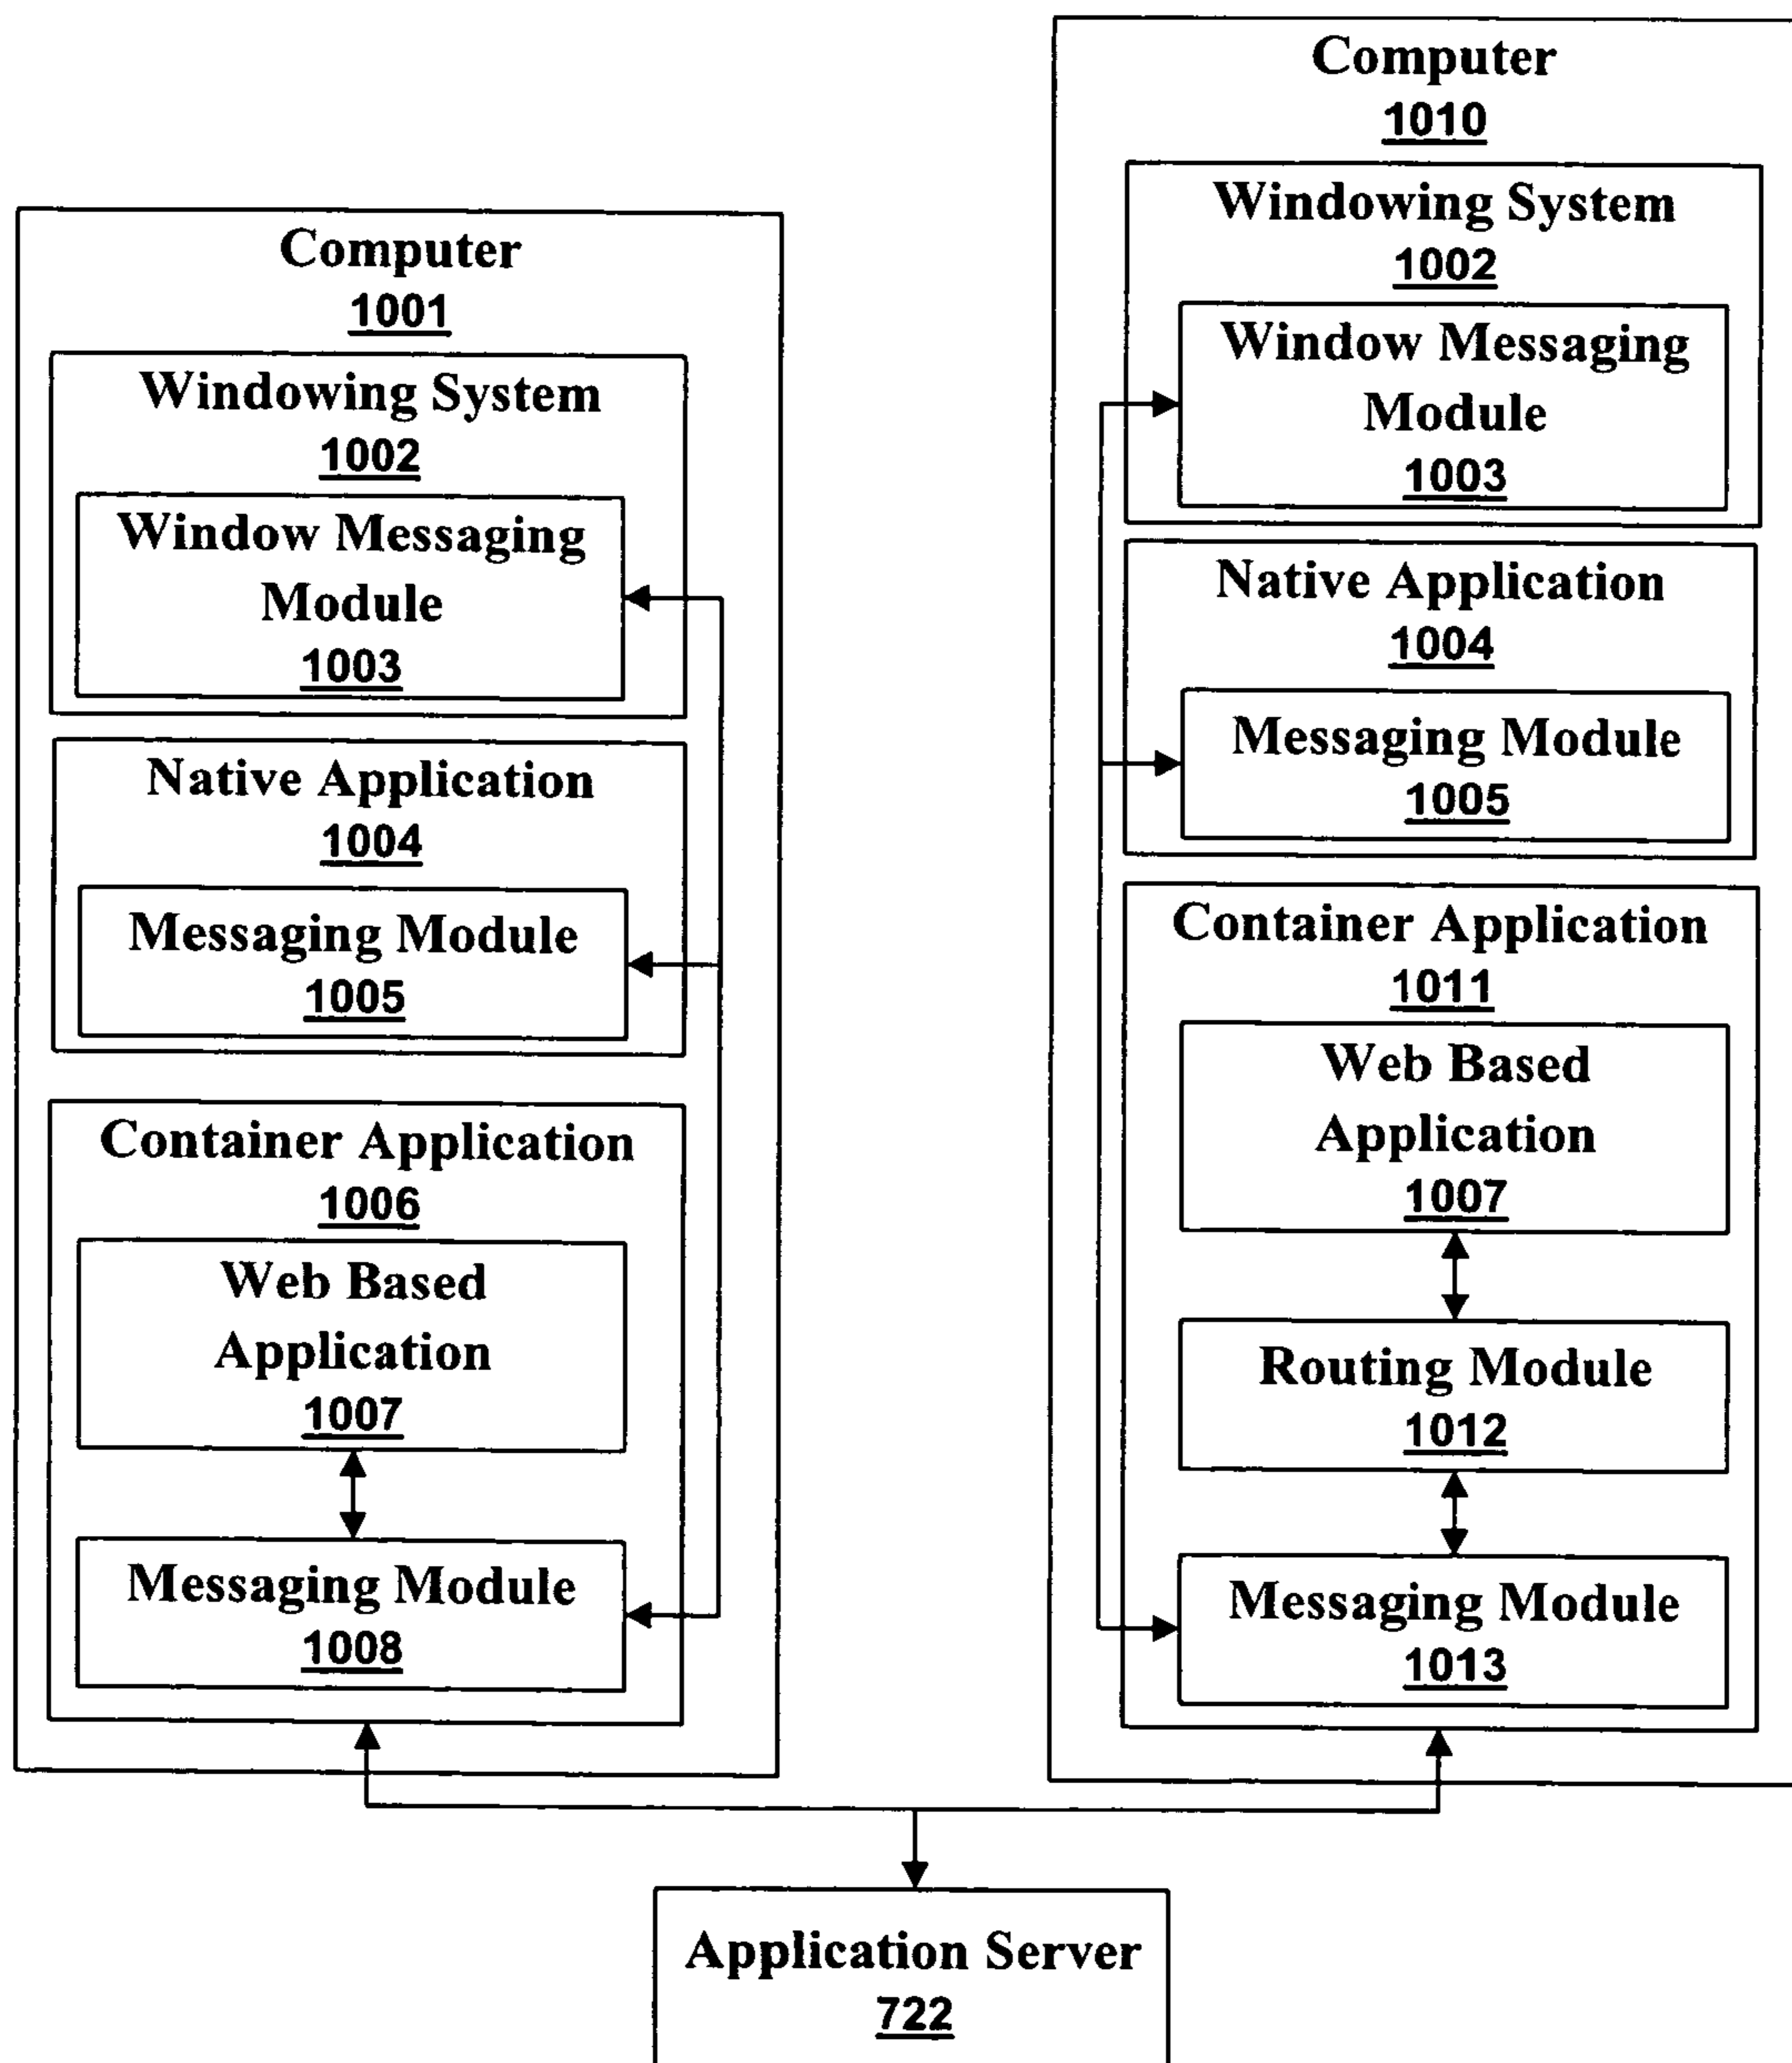 Computer
1001
Windowing System
1002
Window Messaging
Module
1003
Native Application
1004
Messaging Module
1005
Container Application
1006
Web Based
Application
1007
Messaging Module
1008
Computer
1010
Windowing System
1002
Window Messaging
Module
1003
Native Application
1004
Messaging Module
1005
Container Application
1011
Web Based
Application
1007
Routing Module
1012
Messaging Module
1013
Application Server
722